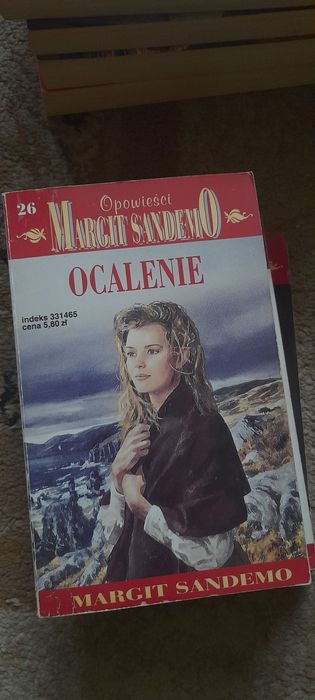 26
Opowieści
MARGIT SANDEMO
OCALENIE
indeks 331465
cena 5,80 zł
MARGIT SANDEMO